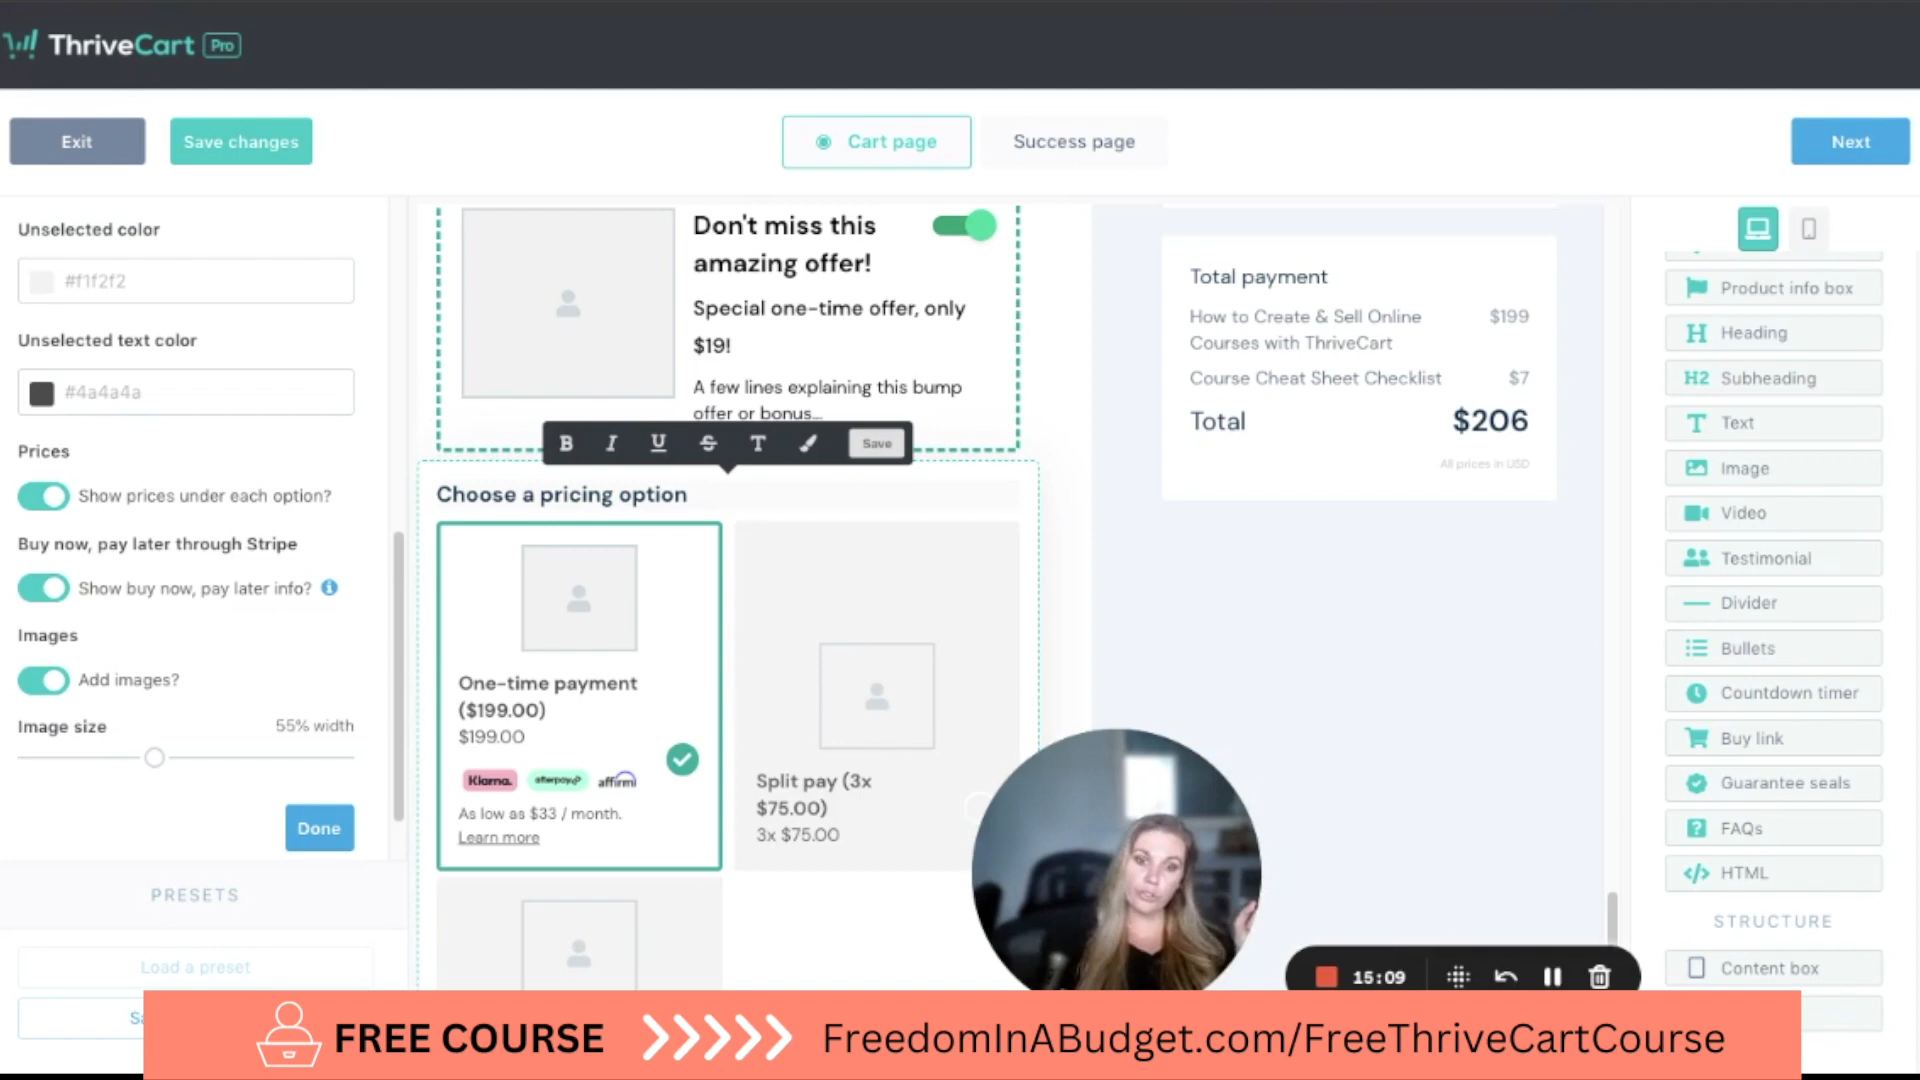 ThriveCart Pro
Exit
Save changes
Cart page
Success page
Next
Unselected color
#f1f2f2
Unselected text color
#4a4a4a
Prices
Show prices under each option?
Buy now, pay later through Stripe
Show buy now, pay later info?
Images
Add images?
Image size
55% width
Done
PRESETS
Load a preset
Don't miss this
amazing offer!
Special one-time offer, only
$19!
A few lines explaining this bump
offer or bonus...
B I U S T
Save
Choose a pricing option
One-time payment
($199.00)
$199.00
Klarna. afterpay affirm
As low as $33 / month.
Learn more
Split pay (3x
$75.00)
3x $75.00
Total payment
How to Create & Sell Online
Courses with ThriveCart
$199
Course Cheat Sheet Checklist
$7
Total
$206
All prices in USD
Product info box
H Heading
H2 Subheading
T Text
Image
Video
Testimonial
Divider
Bullets
Countdown timer
Buy link
Guarantee seals
? FAQs
</> HTML
STRUCTURE
Content box
15:09
FREE COURSE
FreedomInABudget.com/FreeThriveCartCourse